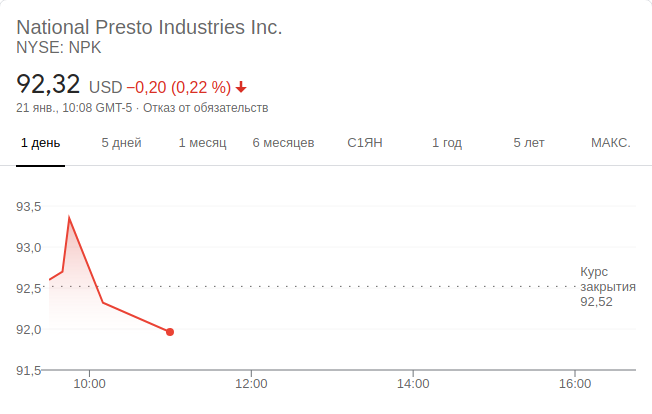 National Presto Industries Inc.
NYSE: NPK
92,32 USD −0,20 (0,22 %)
21 янв., 10:08 GMT-5 · Отказ от обязательств
1 день 5 дней 1 месяц 6 месяцев С1ЯН 1 год 5 лет МАКС.
93,5
93,0
92,5
92,0
91,5
Курс
закрытия
92,52
10:00 12:00 14:00 16:00